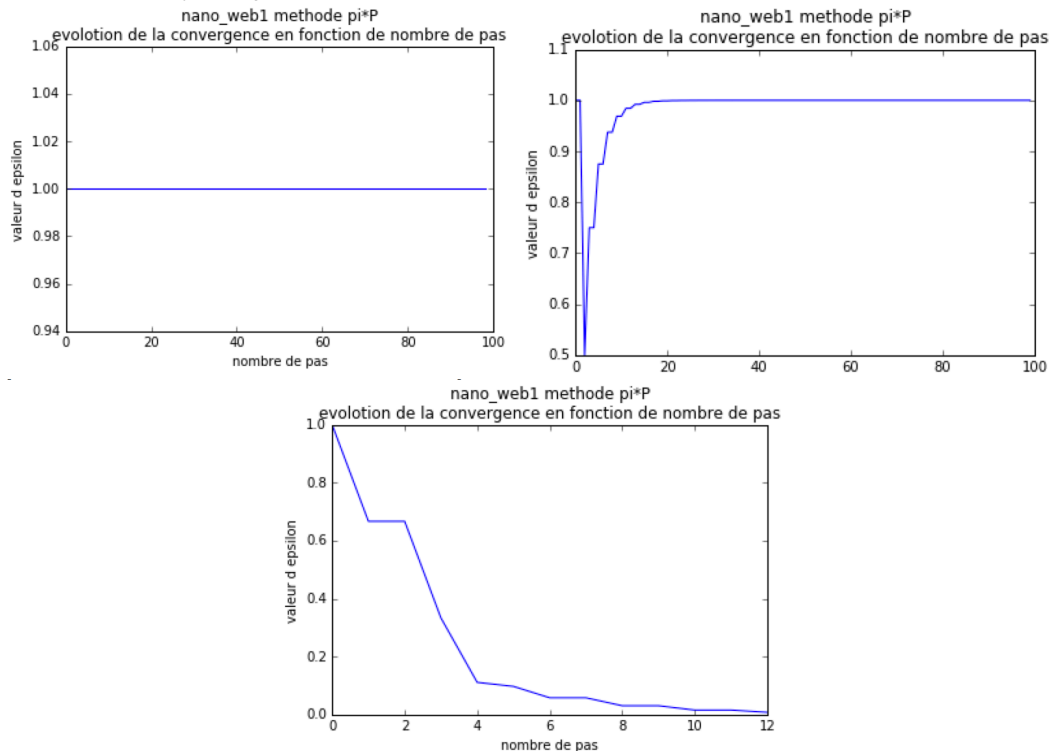 nano_web1 methode pi*P
evolotion de la convergence en fonction de nombre de pas
1.06
1.04
1.02
1.00
0.98
0.96
0.94
valeur d epsilon
0 20 40 60 80 100
nombre de pas
nano_web1 methode pi*P
evolotion de la convergence en fonction de nombre de pas
1.1
1.0
0.9
0.8
0.7
0.6
0.5
valeur d epsilon
0 20 40 60 80 100
nano_web1 methode pi*P
evolotion de la convergence en fonction de nombre de pas
1.0
0.8
0.6
0.4
0.2
0.0
valeur d epsilon
0 2 4 6 8 10 12
nombre de pas